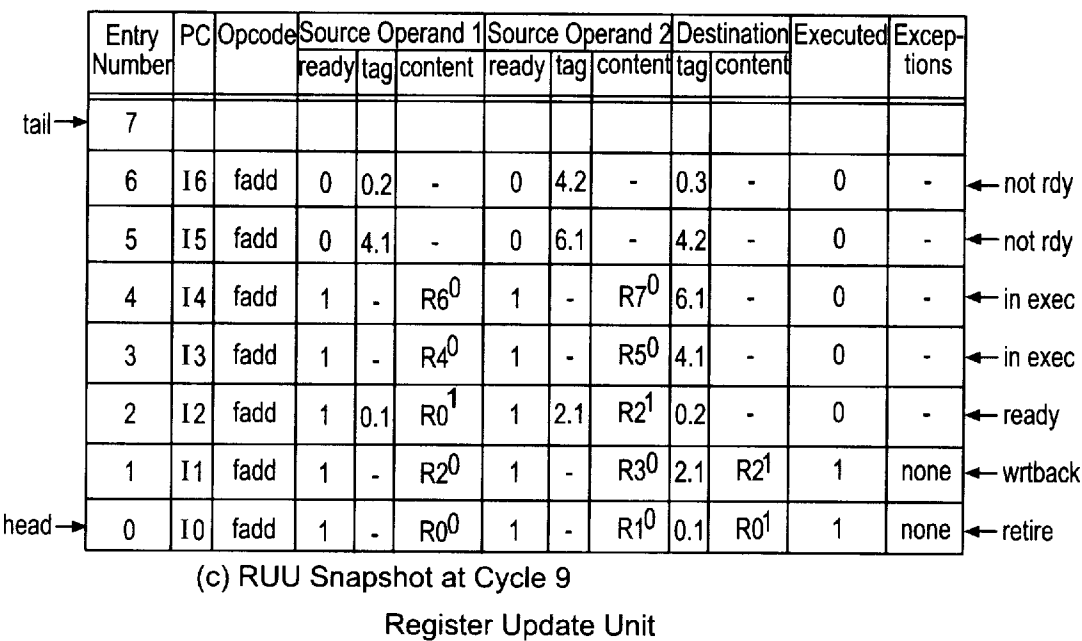 Entry Number PC Opcode Source Operand 1 Source Operand 2 Destination Executed Excep-tions
ready tag content ready tag content tag content
tail 7
6 I6 fadd 0 0.2 - 0 4.2 - 0.3 - 0 - not rdy
5 I5 fadd 0 4.1 - 0 6.1 - 4.2 - 0 - not rdy
4 I4 fadd 1 - R6⁰ 1 - R7⁰ 6.1 - 0 - in exec
3 I3 fadd 1 - R4⁰ 1 - R5⁰ 4.1 - 0 - in exec
2 I2 fadd 1 0.1 R0¹ 1 2.1 R2¹ 0.2 - 0 - ready
1 I1 fadd 1 - R2⁰ 1 - R3⁰ 2.1 R2¹ 1 none wrtback
head 0 I0 fadd 1 - R0⁰ 1 - R1⁰ 0.1 R0¹ 1 none retire
(c) RUU Snapshot at Cycle 9
Register Update Unit